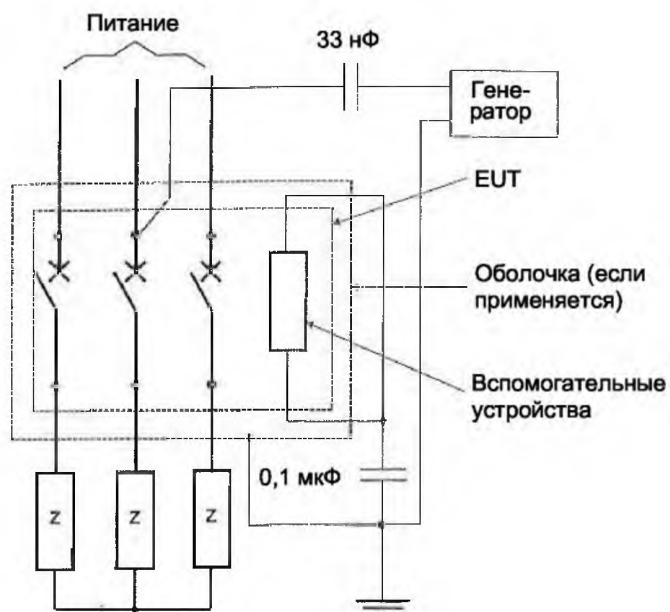 Питание
33 нФ
Гене-
ратор
EUT
Оболочка (если
применяется)
Вспомогательные
устройства
0,1 мкФ
Z
Z
Z